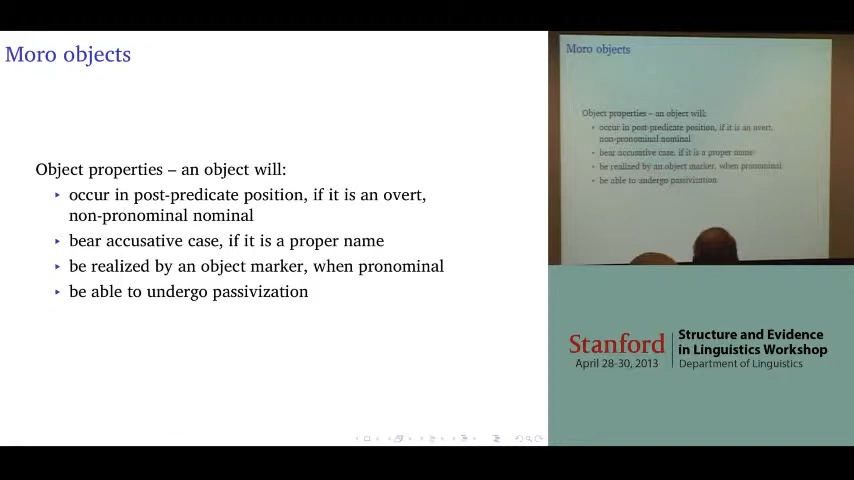 Moro objects
Object properties – an object will:
occur in post-predicate position, if it is an overt,
non-pronominal nominal
bear accusative case, if it is a proper name
be realized by an object marker, when pronominal
be able to undergo passivization
Moro objects
Object properties – an object will:
occur in post-predicate position, if it is an overt,
non-pronominal nominal
bear accusative case, if it is a proper name
be realized by an object marker, when pronominal
be able to undergo passivization
Stanford
April 28-30, 2013
Structure and Evidence
in Linguistics Workshop
Department of Linguistics